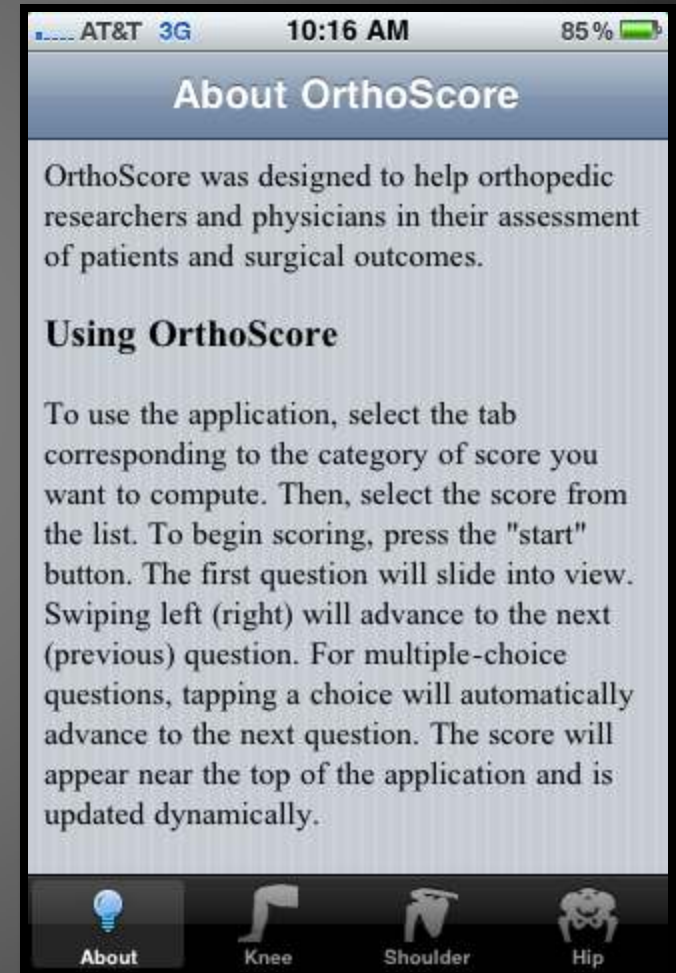 AT&T 3G 10:16 AM 85%
About OrthoScore
OrthoScore was designed to help orthopedic
researchers and physicians in their assessment
of patients and surgical outcomes.
Using OrthoScore
To use the application, select the tab
corresponding to the category of score you
want to compute. Then, select the score from
the list. To begin scoring, press the "start"
button. The first question will slide into view.
Swiping left (right) will advance to the next
(previous) question. For multiple-choice
questions, tapping a choice will automatically
advance to the next question. The score will
appear near the top of the application and is
updated dynamically.
About Knee Shoulder Hip